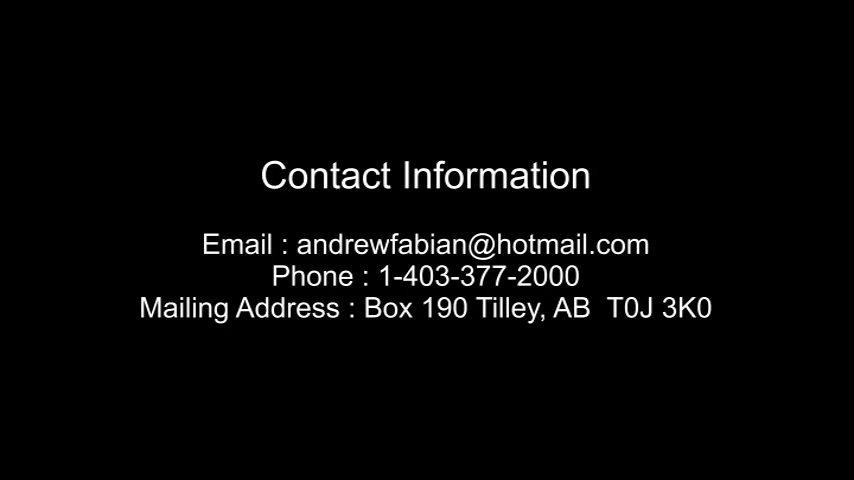 Contact Information
Email : andrewfabian@hotmail.com
Phone : 1-403-377-2000
Mailing Address : Box 190 Tilley, AB  T0J 3K0